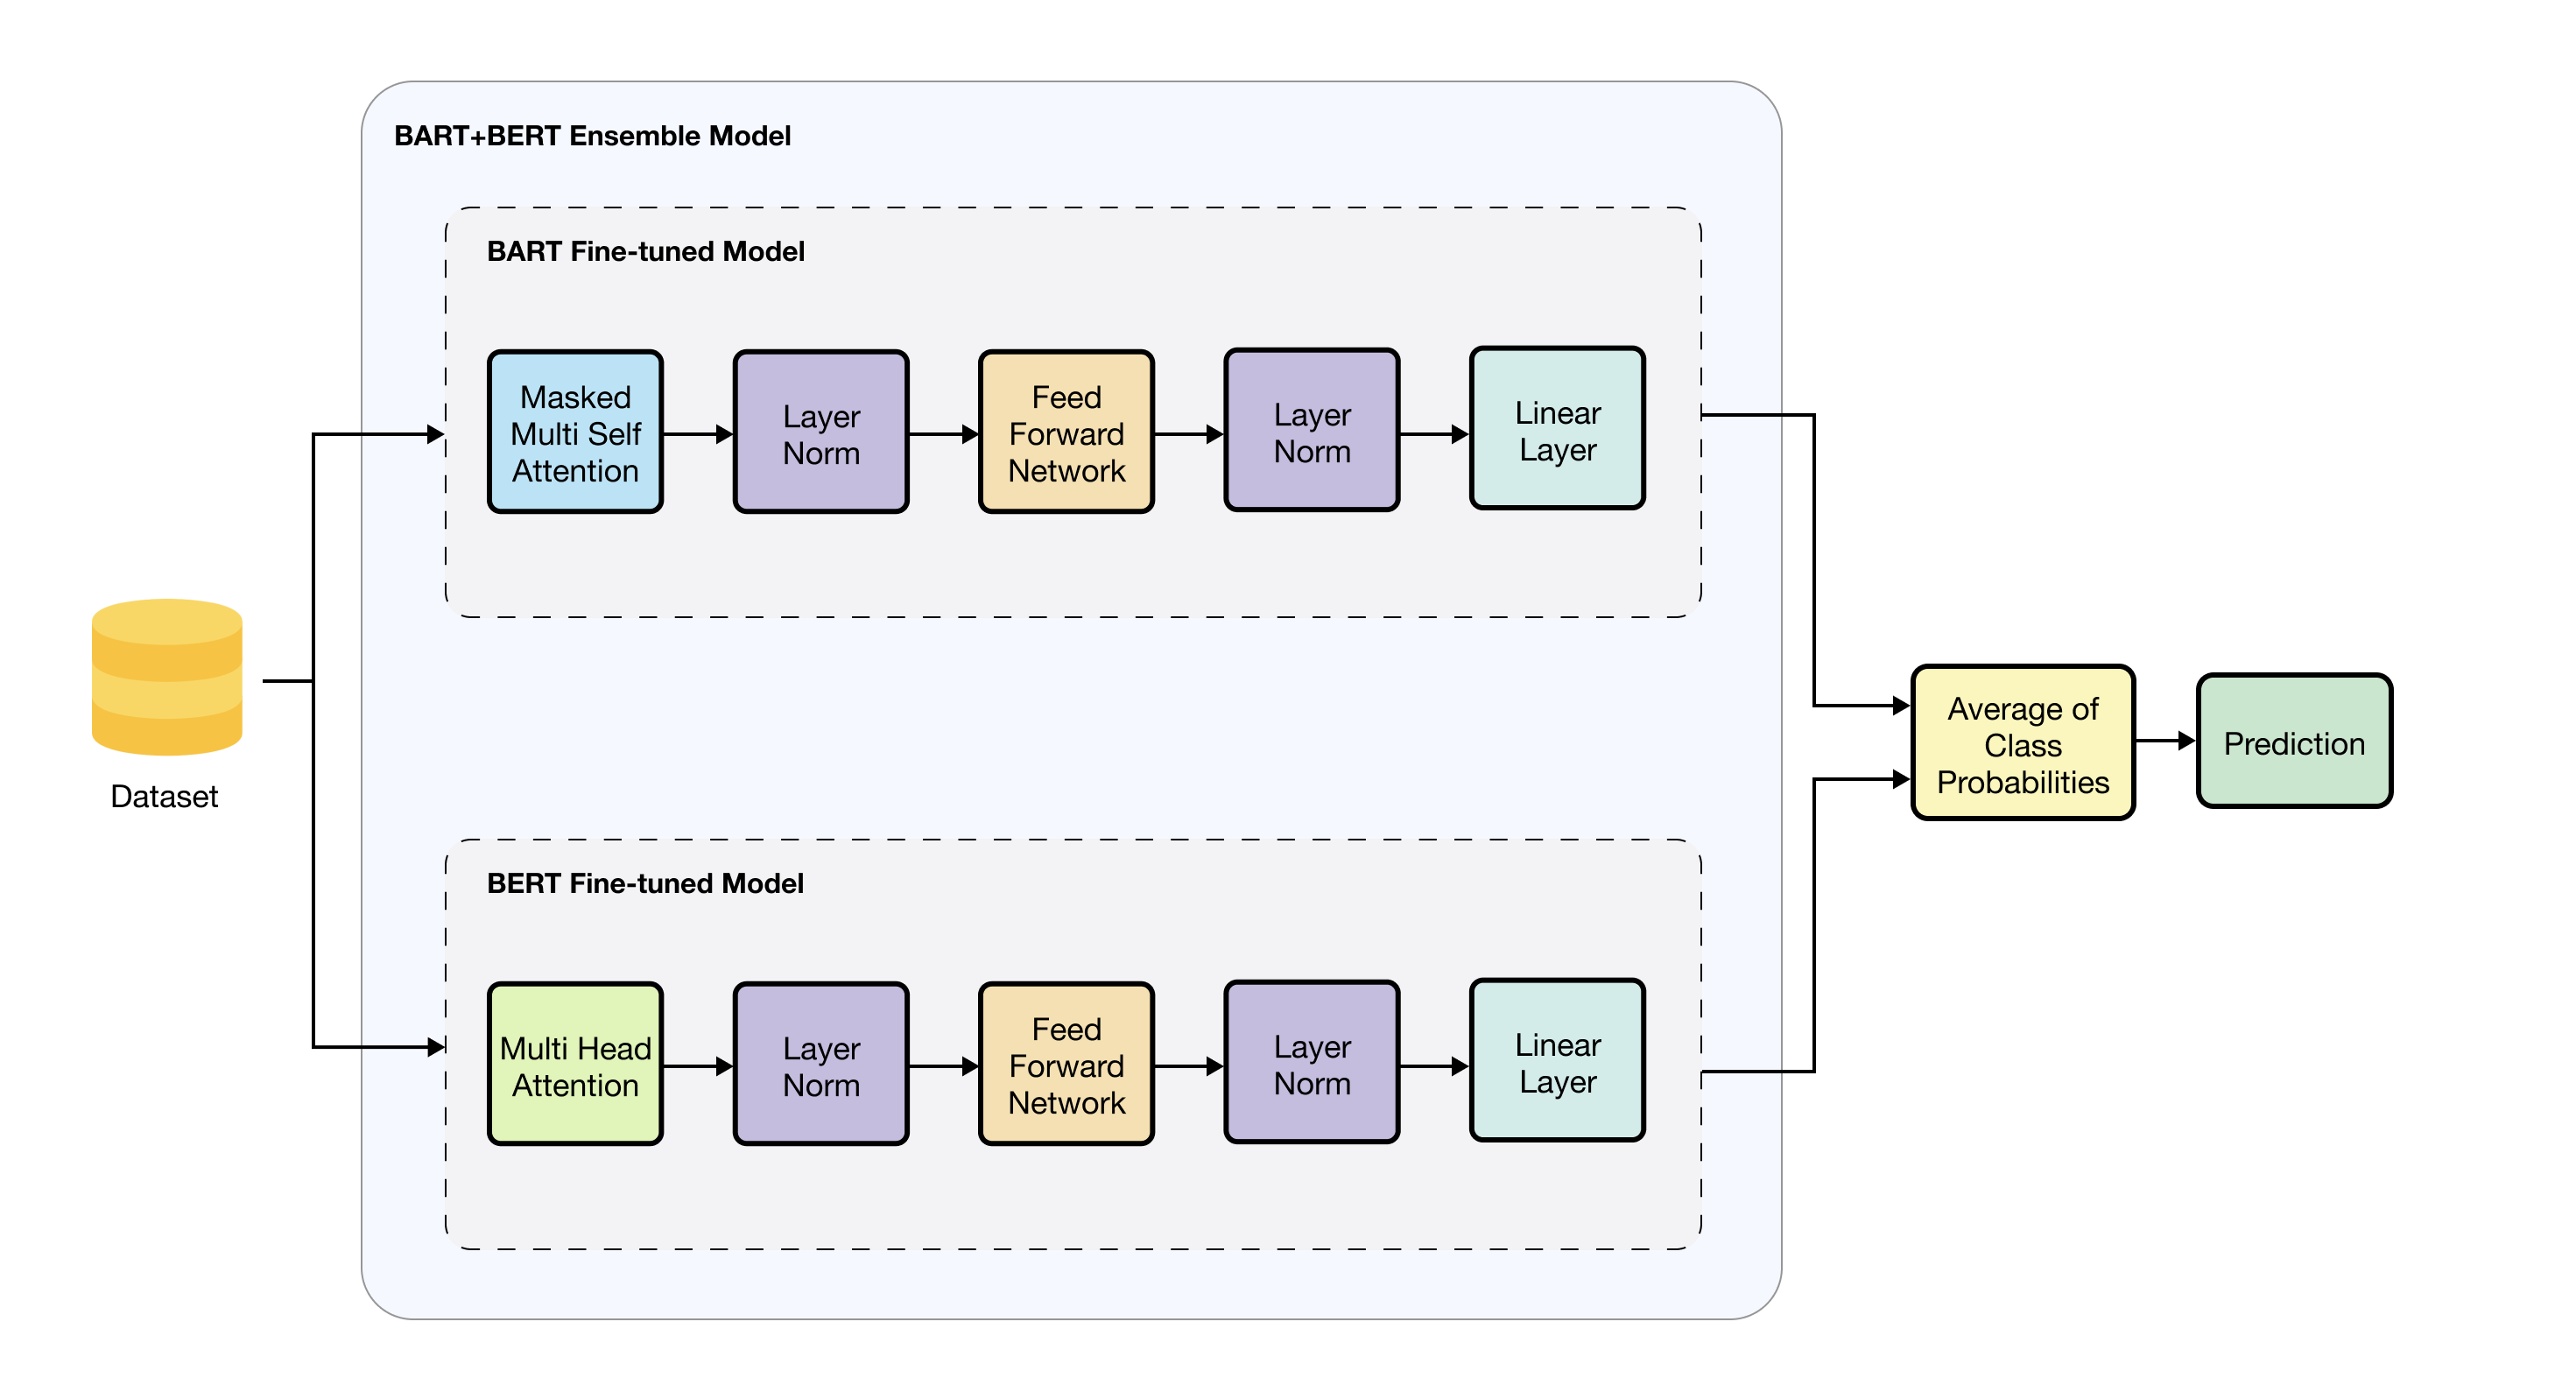 BART+BERT Ensemble Model
BART Fine-tuned Model
Masked
Multi Self
Attention
Layer
Norm
Feed
Forward
Network
Layer
Norm
Linear
Layer
Dataset
Average of
Class
Probabilities
Prediction
BERT Fine-tuned Model
Multi Head
Attention
Layer
Norm
Feed
Forward
Network
Layer
Norm
Linear
Layer